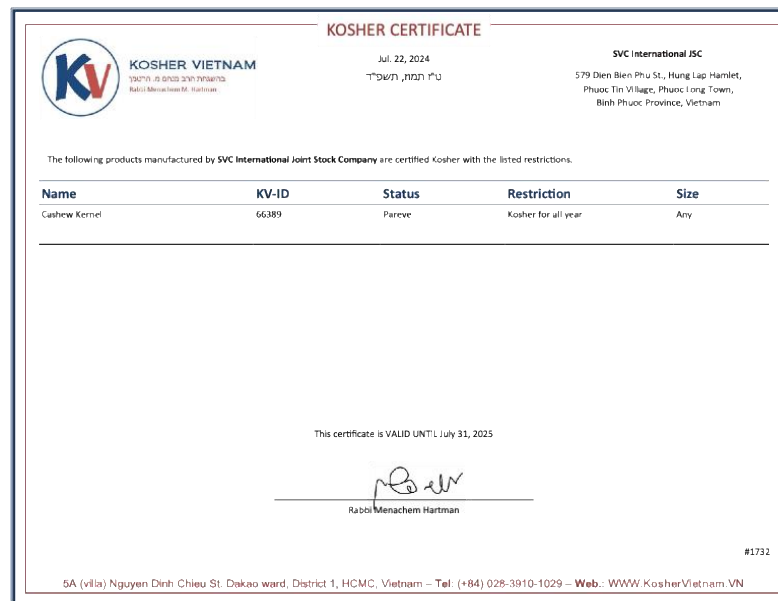 KOSHER CERTIFICATE
KOSHER VIETNAM
בהשגחת הרב מנחם מ. הרטמן
Rabbi Menachem M. Hartman
Jul. 22, 2024
ט"ז תמוז, תשפ"ד
SVC International JSC
579 Dien Bien Phu St., Hung Lap Hamlet,
Phuoc Tin Village, Phuoc Long Town,
Binh Phuoc Province, Vietnam
The following products manufactured by SVC International Joint Stock Company are certified Kosher with the listed restrictions.
Name KV-ID Status Restriction Size
Cashew Kernel 66389 Pareve Kosher for all year Any
This certificate is VALID UNTIL July 31, 2025
Rabbi Menachem Hartman
#1732
5A (villa) Nguyen Dinh Chieu St. Dakao ward, District 1, HCMC, Vietnam – Tel: (+84) 028-3910-1029 – Web.: WWW.KosherVietnam.VN